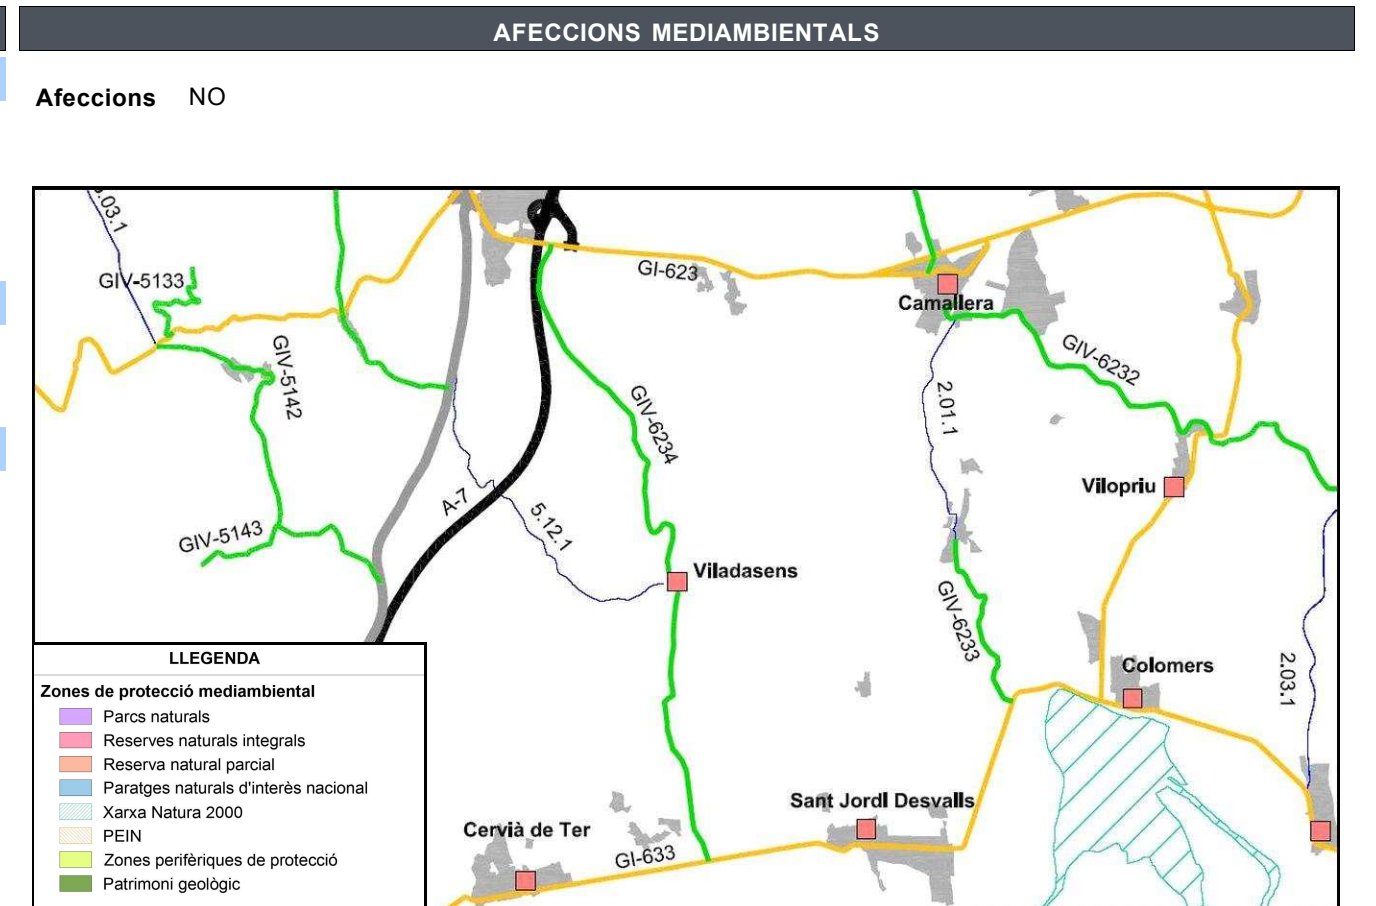 AFECCIONS MEDIAMBIENTALS
Afeccions NO
.03.1
GIV-5133
GI-623
Camallera
GIV-5142
GIV-6232
2.01.1
GIV-6234
Vilopriu
A-7
5.12.1
GIV-5143
Viladasens
GIV-6233
Colomers
2.03.1
Sant Jordi Desvalls
Cervià de Ter
GI-633
LLEGENDA
Zones de protecció mediambiental
Parcs naturals
Reserves naturals integrals
Reserva natural parcial
Paratges naturals d'interès nacional
Xarxa Natura 2000
PEIN
Zones perifèriques de protecció
Patrimoni geològic